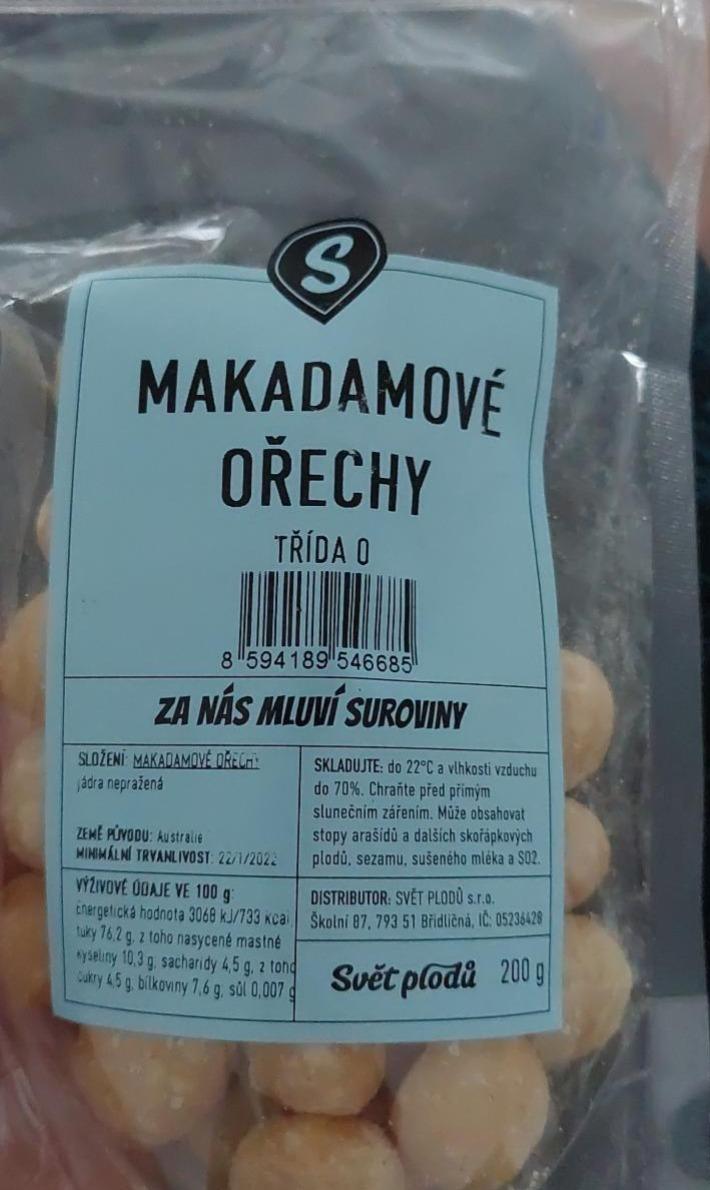 S
MAKADAMOVÉ
OŘECHY
TŘÍDA 0
8 594189 546685
ZA NÁS MLUVÍ SUROVINY
SLOŽENÍ: MAKADAMOVÉ OŘECHY
jádra nepražená
ZEMĚ PŮVODU: Austrálie
MINIMÁLNÍ TRVANLIVOST: 22/1/2022
VÝŽIVOVÉ ÚDAJE VE 100 g:
Energetická hodnota 3068 kJ/733 kcal
tuky 76,2 g, z toho nasycené mastné
kyseliny 10,3 g, sacharidy 4,5 g, z toho
cukry 4,5 g, bílkoviny 7,6 g, sůl 0,007 g
SKLADUJTE: do 22°C a vlhkosti vzduchu
do 70%. Chraňte před přímým
slunečním zářením. Může obsahovat
stopy arašídů a dalších skořápkových
plodů, sezamu, sušeného mléka a SO2.
DISTRIBUTOR: SVĚT PLODŮ s.r.o.
Školní 87, 793 51 Břidličná, IČ: 05236428
Svět plodů 200 g